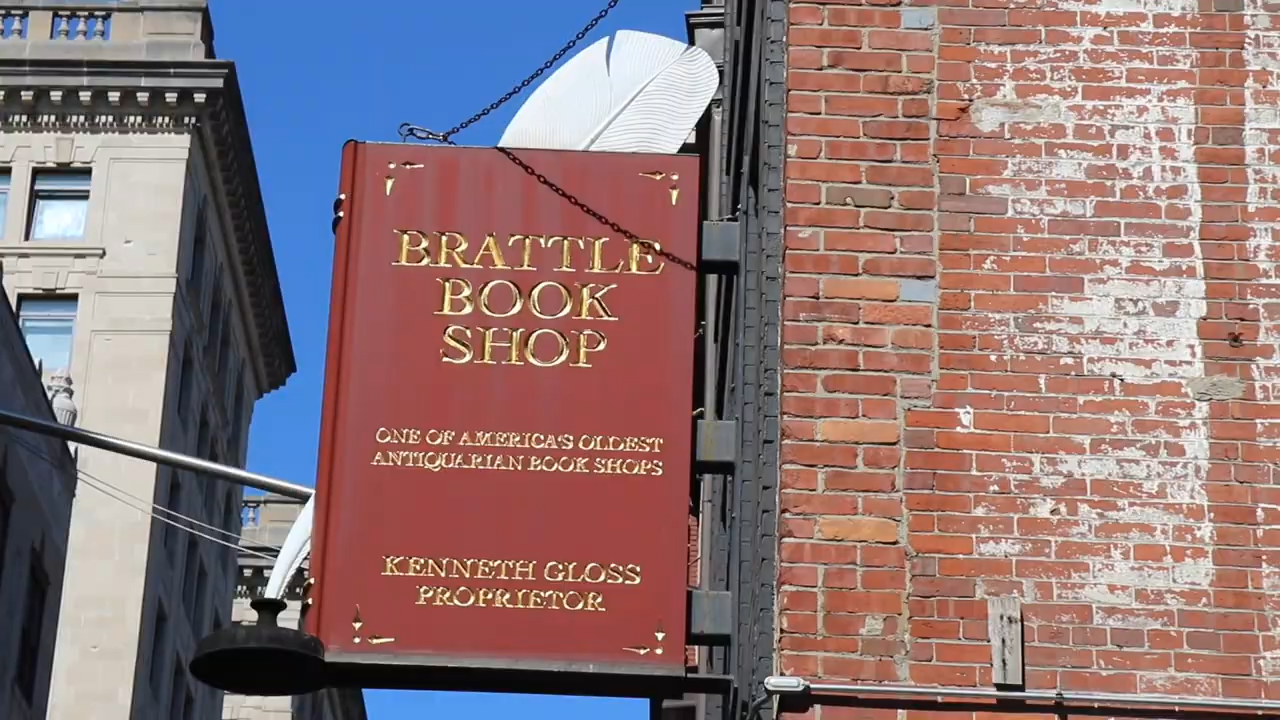 BRATTLE
BOOK
SHOP
ONE OF AMERICA'S OLDEST
ANTIQUARIAN BOOK SHOPS
KENNETH GLOSS
PROPRIETOR